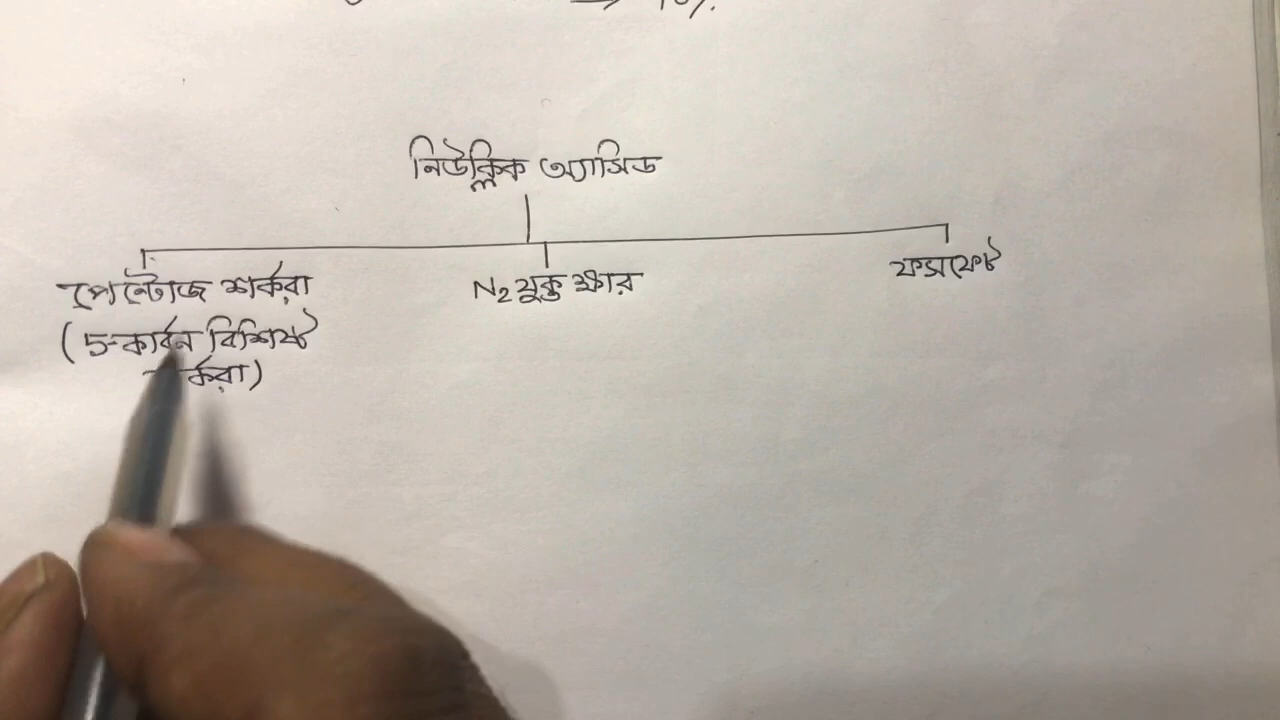 নিউক্লিক অ্যাসিড
পেন্টোজ শর্করা
N₂ যুক্ত ক্ষার
ফসফেট
(5-কার্বন বিশিষ্ট
শর্করা)